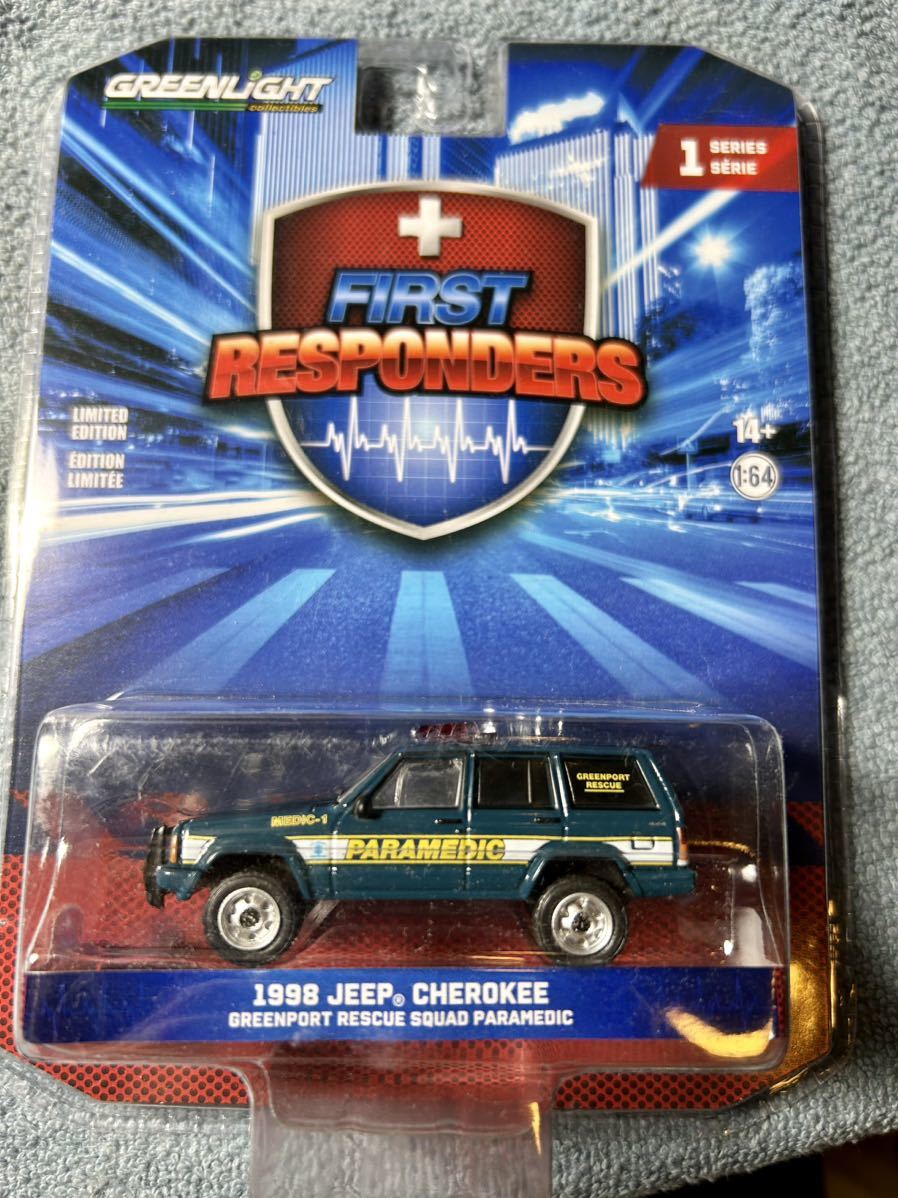 GREENLiGHT
collectibles
1 SERIES
SÉRIE
FIRST
RESPONDERS
LIMITED
EDITION
ÉDITION
LIMITÉE
14+
1:64
GREENPORT
RESCUE
MEDIC-1
PARAMEDIC
1998 JEEP® CHEROKEE
GREENPORT RESCUE SQUAD PARAMEDIC